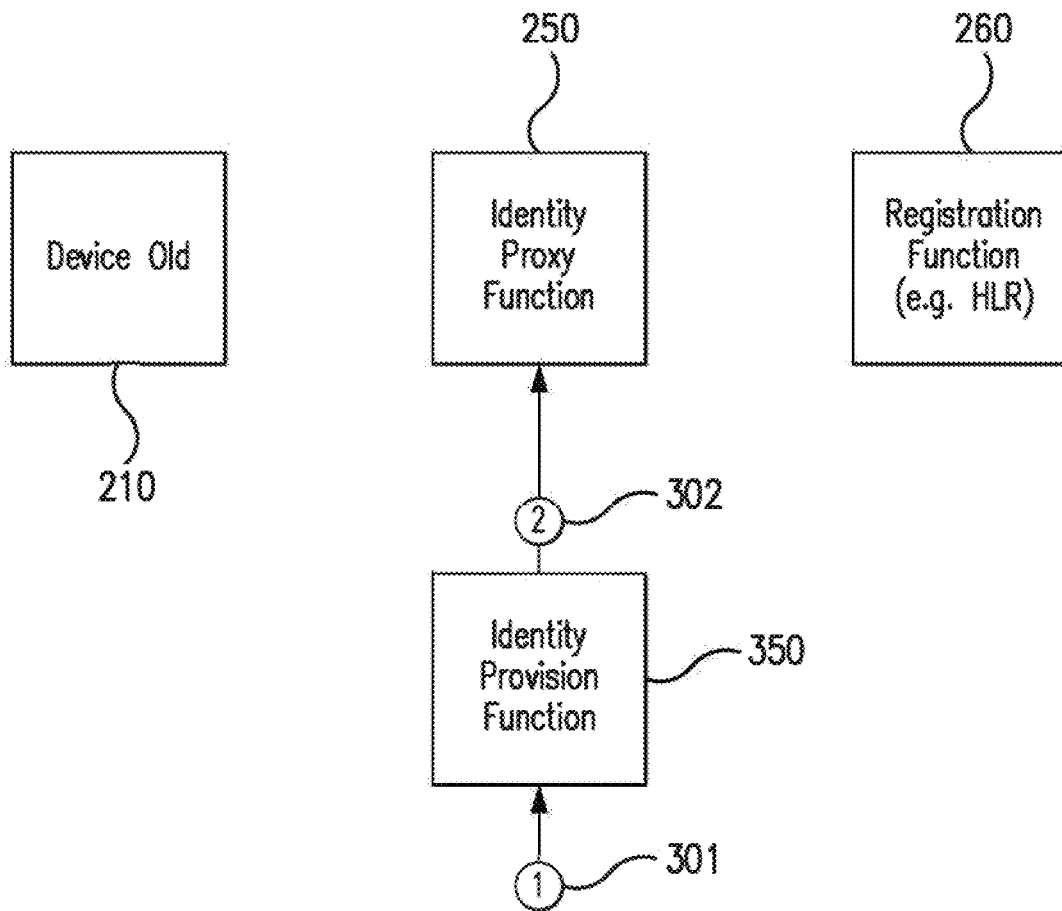 250
260
Device Old
Identity
Proxy
Function
Registration
Function
(e.g. HLR)
210
2
302
Identity
Provision
Function
350
1
301